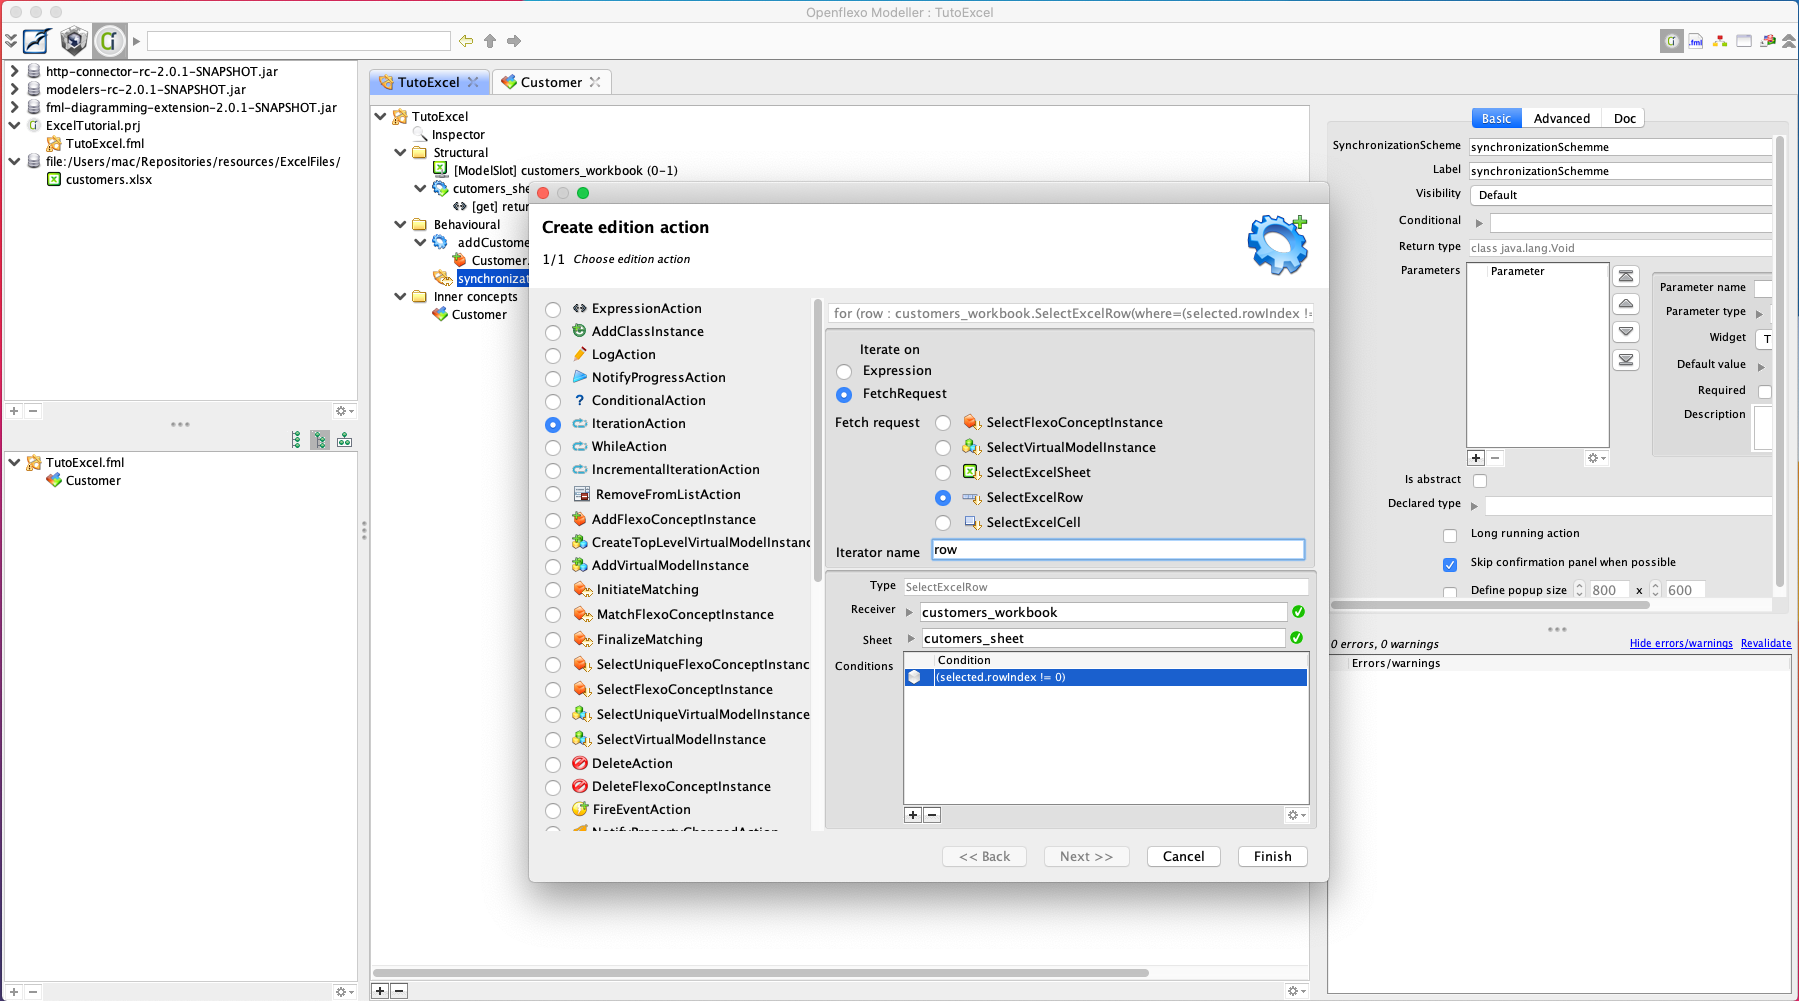 Openflexo Modeller : TutoExcel
http-connector-rc-2.0.1-SNAPSHOT.jar
modelers-rc-2.0.1-SNAPSHOT.jar
fml-diagramming-extension-2.0.1-SNAPSHOT.jar
ExcelTutorial.prj
TutoExcel.fml
file:/Users/mac/Repositories/resources/ExcelFiles/
customers.xlsx
TutoExcel.fml
Customer
TutoExcel
Customer
TutoExcel
Inspector
Structural
[ModelSlot] customers_workbook (0-1)
cutomers_she
[get] retur
Behavioural
addCustome
Customer.
synchronizat
Inner concepts
Customer
Create edition action
1/1 Choose edition action
ExpressionAction
AddClassInstance
LogAction
NotifyProgressAction
? ConditionalAction
IterationAction
WhileAction
IncrementalIterationAction
RemoveFromListAction
AddFlexoConceptInstance
CreateTopLevelVirtualModelInstanc
AddVirtualModelInstance
InitiateMatching
MatchFlexoConceptInstance
FinalizeMatching
SelectUniqueFlexoConceptInstanc
SelectFlexoConceptInstance
SelectUniqueVirtualModelInstance
SelectVirtualModelInstance
DeleteAction
DeleteFlexoConceptInstance
FireEventAction
NotifyPropertyChangedAction
for (row : customers_workbook.SelectExcelRow(where=(selected.rowIndex !=
Iterate on
Expression
FetchRequest
Fetch request
SelectFlexoConceptInstance
SelectVirtualModelInstance
SelectExcelSheet
SelectExcelRow
SelectExcelCell
Iterator name row
Type SelectExcelRow
Receiver customers_workbook
Sheet cutomers_sheet
Conditions
Condition
(selected.rowIndex != 0)
<< Back
Next >>
Cancel
Finish
.fml
Basic
Advanced
Doc
SynchronizationScheme synchronizationSchemme
Label synchronizationSchemme
Visibility Default
Conditional
Return type class java.lang.Void
Parameters
Parameter
Parameter name
Parameter type
Widget T
Default value
Required
Description
Is abstract
Declared type
Long running action
Skip confirmation panel when possible
Define popup size 800 x 600
0 errors, 0 warnings
Hide errors/warnings
Revalidate
Errors/warnings